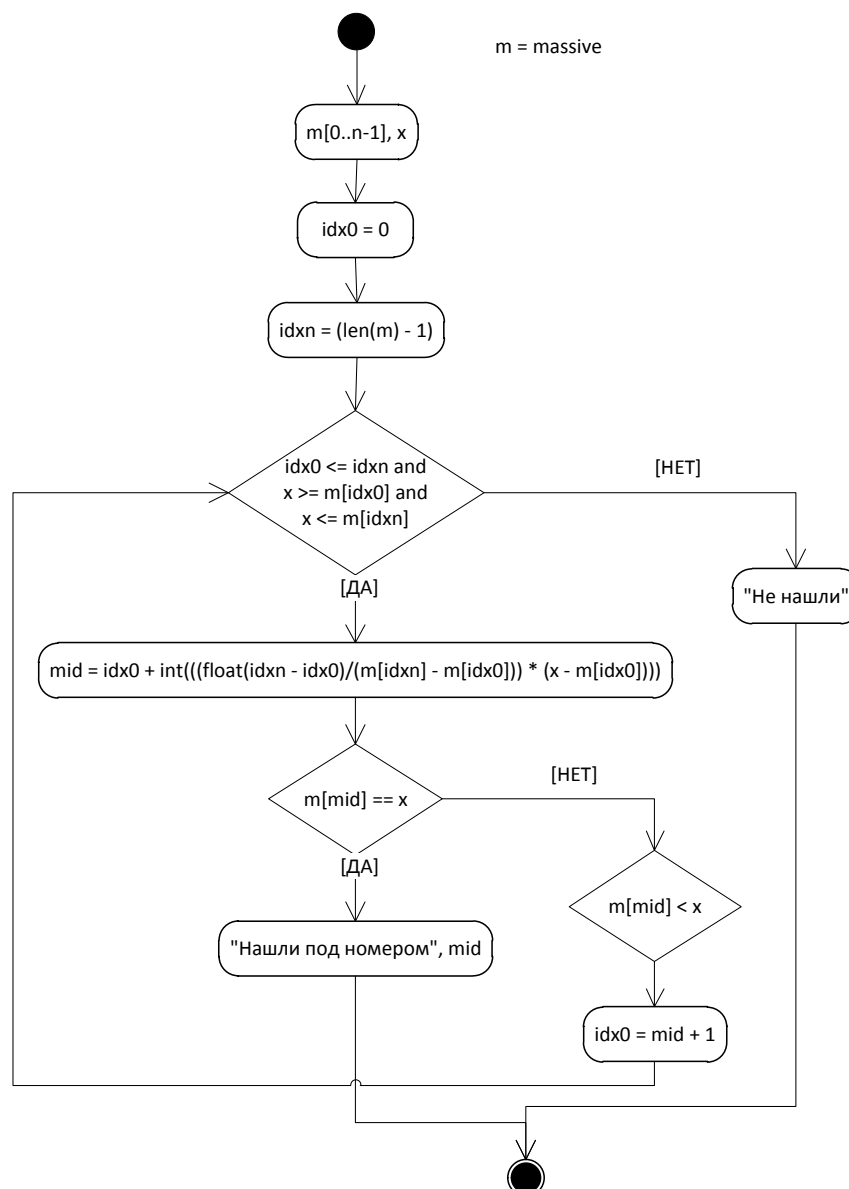 m = massive
m[0..n-1], x
idx0 = 0
idxn = (len(m) - 1)
idx0 <= idxn and
x >= m[idx0] and
x <= m[idxn]
[НЕТ]
[ДА]
"Не нашли"
mid = idx0 + int(((float(idxn - idx0)/(m[idxn] - m[idx0])) * (x - m[idx0])))
m[mid] == x
[НЕТ]
[ДА]
m[mid] < x
"Нашли под номером", mid
idx0 = mid + 1